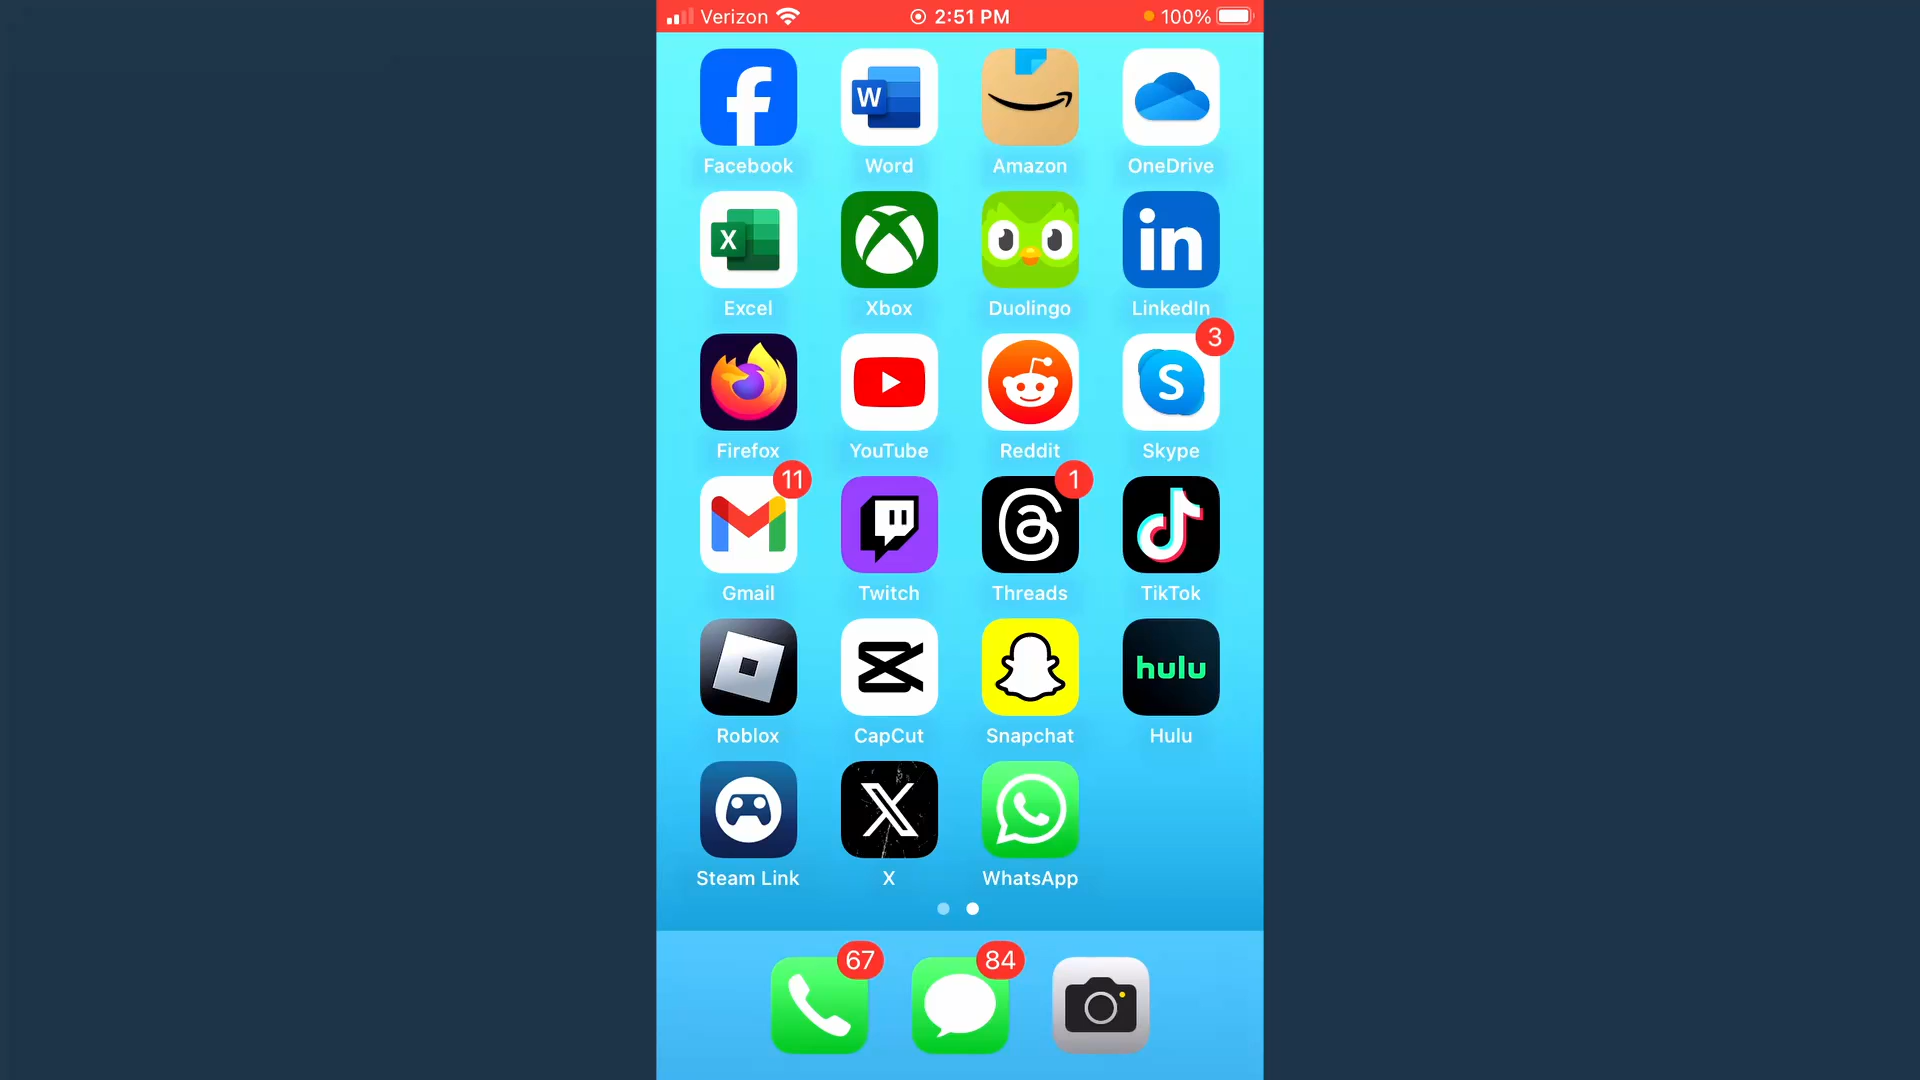 Verizon 2:51 PM 100%
W
Facebook Word Amazon OneDrive
X in
Excel Xbox Duolingo LinkedIn
3
S
Firefox YouTube Reddit Skype
11 1
Gmail Twitch Threads TikTok
hulu
Roblox CapCut Snapchat Hulu
Steam Link X WhatsApp
67 84